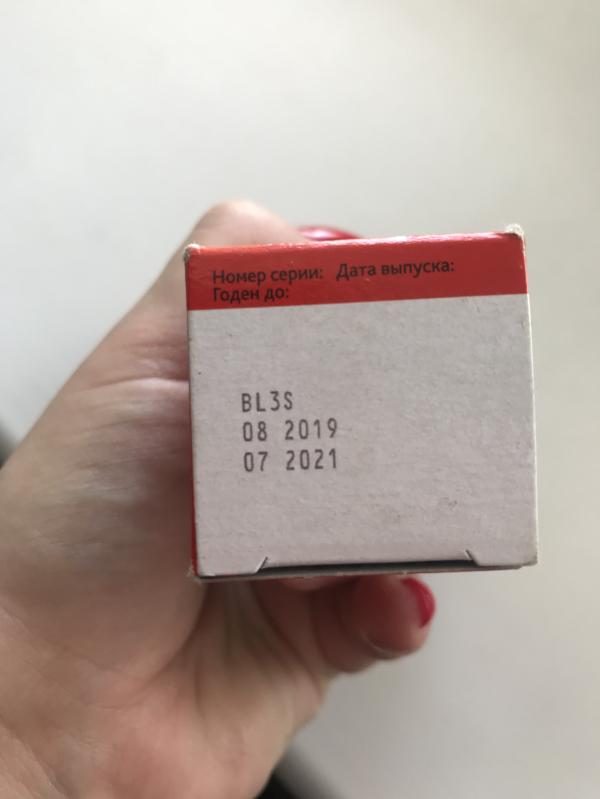 Номер серии: Дата выпуска:
Годен до:
BL3S
08 2019
07 2021